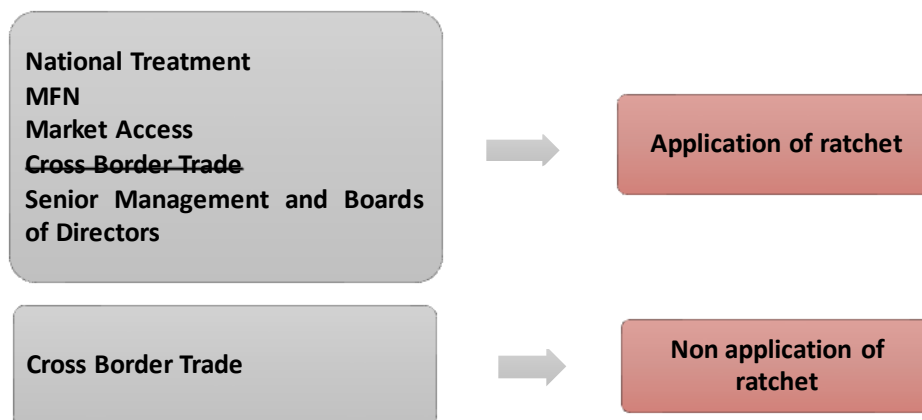 National Treatment
MFN
Market Access
Cross Border Trade
Senior Management and Boards
of Directors
Application of ratchet
Cross Border Trade
Non application of
ratchet